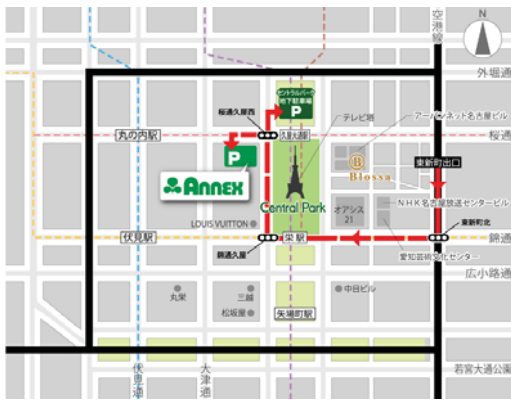 空港線
N
外堀通
セントラルパーク
地下駐車場
P
桜通久屋西
テレビ塔
アーバンネット名古屋ビル
丸の内駅
久屋大通駅
桜通
P
B
Blossa
東新町出口
ANNEX
Central Park
オアシス
21
NHK名古屋放送センタービル
LOUIS VUITTON
東新町北
伏見駅
栄駅
錦通
錦通久屋
愛知芸術文化センター
広小路通
丸栄
三越
中日ビル
松坂屋
矢場町駅
伏見通
大津通
若宮大通公園